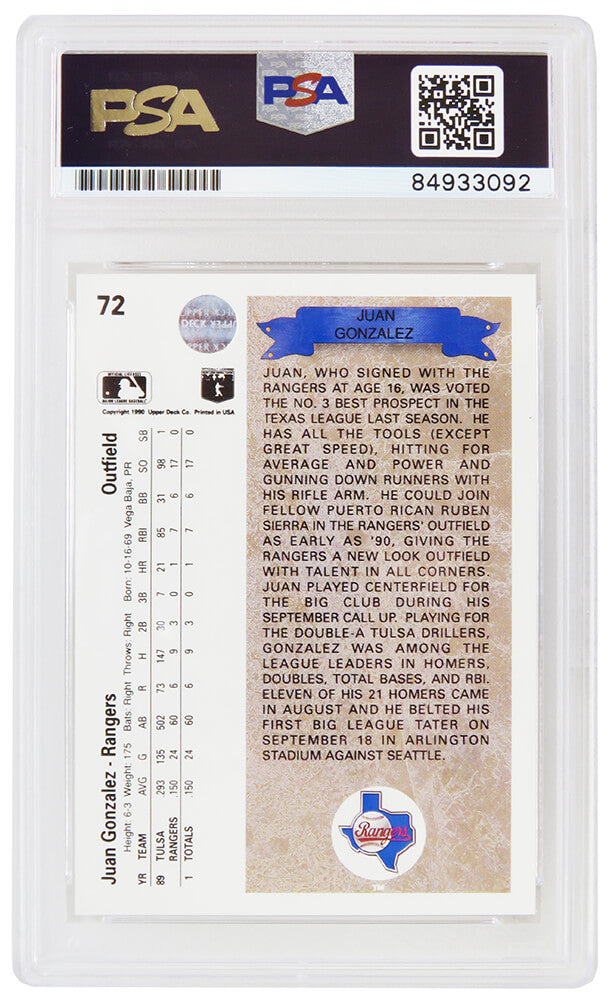 PSA
PSA
84933092
72
UPPER
DECK
UPPER
OFFICIAL LICENSEE
MAJOR LEAGUE BASEBALL
Copyright 1990 Upper Deck Co. Printed in USA
Juan Gonzalez - Rangers Outfield
Height: 6-3 Weight: 175 Bats: Right Throws: Right Born: 10-16-69 Vega Baja, PR
YR TEAM AVG G AB R H 2B 3B HR RBI BB SO SB
89 TULSA .293 135 502 73 147 30 7 21 85 31 98 1
RANGERS .150 24 60 6 9 3 0 1 7 6 17 0
1 TOTALS .150 24 60 6 9 3 0 1 7 6 17 0
JUAN
GONZALEZ
JUAN, WHO SIGNED WITH THE
RANGERS AT AGE 16, WAS VOTED
THE NO. 3 BEST PROSPECT IN THE
TEXAS LEAGUE LAST SEASON. HE
HAS ALL THE TOOLS (EXCEPT
GREAT SPEED), HITTING FOR
AVERAGE AND POWER AND
GUNNING DOWN RUNNERS WITH
HIS RIFLE ARM. HE COULD JOIN
FELLOW PUERTO RICAN RUBEN
SIERRA IN THE RANGERS' OUTFIELD
AS EARLY AS '90, GIVING THE
RANGERS A NEW LOOK OUTFIELD
WITH TALENT IN ALL CORNERS.
JUAN PLAYED CENTERFIELD FOR
THE BIG CLUB DURING HIS
SEPTEMBER CALL UP. PLAYING FOR
THE DOUBLE-A TULSA DRILLERS,
GONZALEZ WAS AMONG THE
LEAGUE LEADERS IN HOMERS,
DOUBLES, TOTAL BASES, AND RBI.
ELEVEN OF HIS 21 HOMERS CAME
IN AUGUST AND HE BELTED HIS
FIRST BIG LEAGUE TATER ON
SEPTEMBER 18 IN ARLINGTON
STADIUM AGAINST SEATTLE.
Rangers
TM